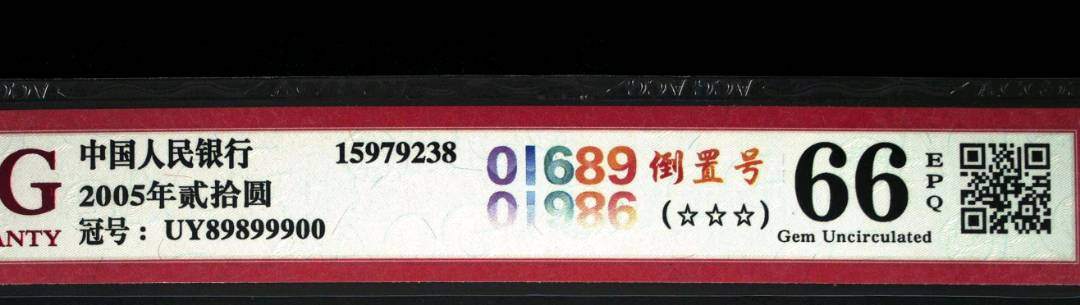 G
ANTY
中国人民银行 15979238
2005年贰拾圆
冠号：UY89899900
01689 倒置号
(☆☆☆)
66 EPQ
Gem Uncirculated